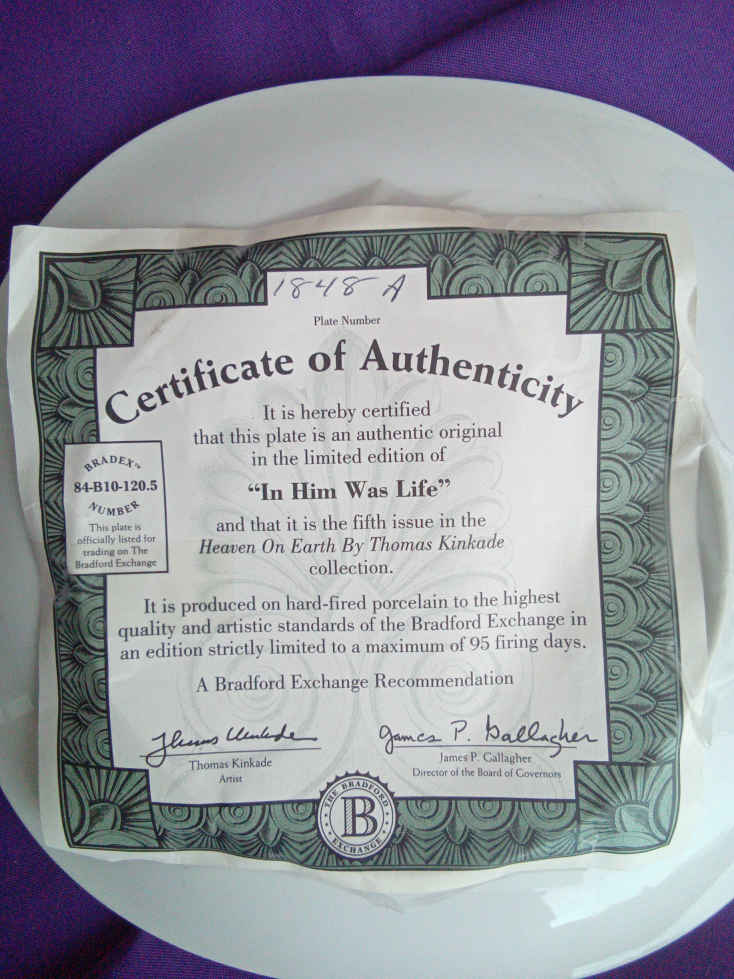 1848 A
Plate Number
Certificate of Authenticity
It is hereby certified
that this plate is an authentic original
in the limited edition of
“In Him Was Life”
and that it is the fifth issue in the
Heaven On Earth By Thomas Kinkade
collection.
BRADEX™
84-B10-120.5
NUMBER
This plate is
officially listed for
trading on The
Bradford Exchange
It is produced on hard-fired porcelain to the highest
quality and artistic standards of the Bradford Exchange in
an edition strictly limited to a maximum of 95 firing days.
A Bradford Exchange Recommendation
Thomas Kinkade
James P. Gallagher
Thomas Kinkade
Artist
James P. Gallagher
Director of the Board of Governors
THE BRADFORD
B
EXCHANGE